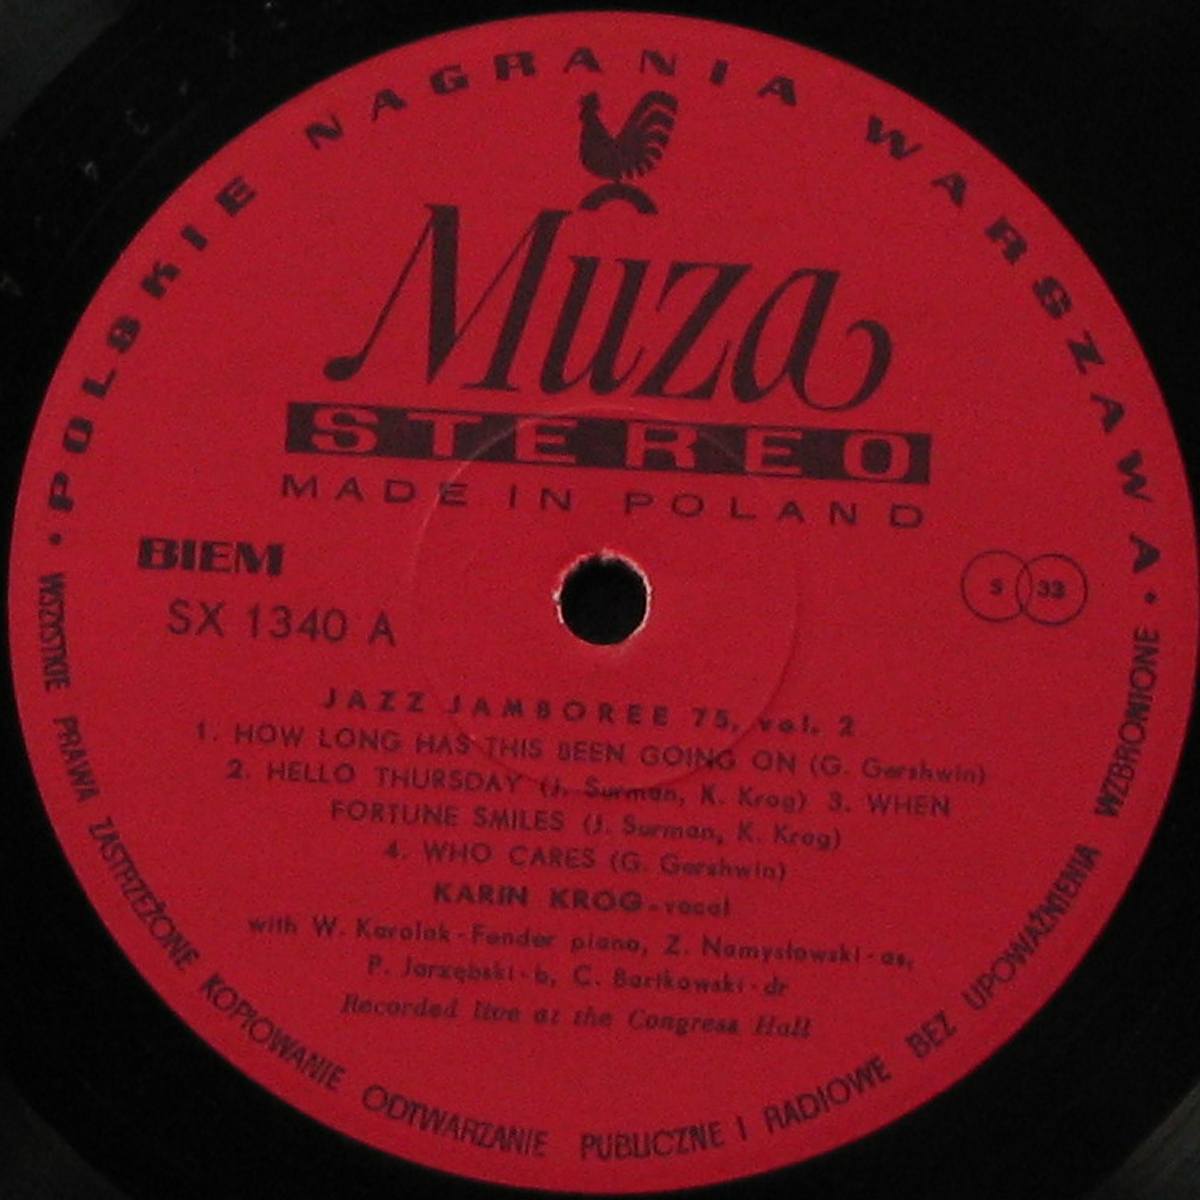 • POLSKIE NAGRANIA WARSZAWA •
Muza
STEREO
MADE IN POLAND
BIEM
SX 1340 A
S 33
JAZZ JAMBOREE 75, vol. 2
1. HOW LONG HAS THIS BEEN GOING ON (G. Gershwin)
2. HELLO THURSDAY (J. Surman, K. Krog) 3. WHEN
FORTUNE SMILES (J. Surman, K. Krog)
4. WHO CARES (G. Gershwin)
KARIN KROG - vocal
with W. Karolak - Fender piano, Z. Namysłowski - as,
P. Jarzębski - b, C. Bartkowski - dr
Recorded live at the Congress Hall
WSZYSTKIE PRAWA ZASTRZEŻONE KOPIOWANIE ODTWARZANIE PUBLICZNE I RADIOWE BEZ UPOWAŻNIENIA WZBRONIONE